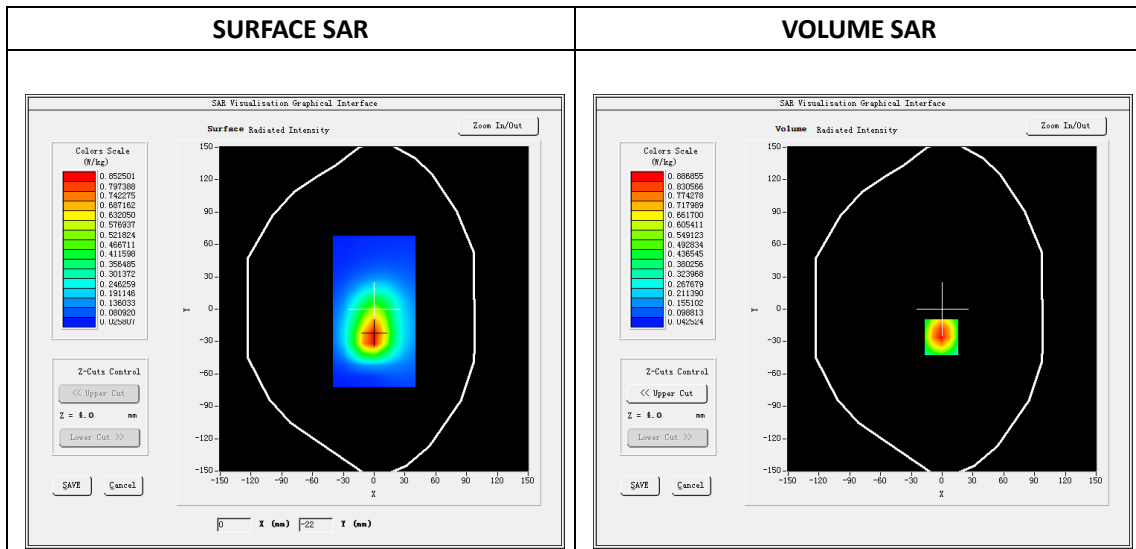 SURFACE SAR
VOLUME SAR
SAR Visualisation Graphical Interface
Surface Radiated Intensity
Zoom In/Out
Colors Scale
(W/kg)
0.852501
0.797388
0.742275
0.687162
0.632050
0.576937
0.521824
0.466711
0.411598
0.356485
0.301372
0.246259
0.191146
0.136033
0.080920
0.025807
150
120
90
60
30
0
-30
-60
-90
-120
-150
Y
-150 -120 -90 -60 -30 0 30 60 90 120 150
X
Z-Cuts Control
<< Upper Cut
Z = 4.0 mm
Lower Cut >>
SAVE Cancel
0 X (mm) -22 Y (mm)
SAR Visualisation Graphical Interface
Volume Radiated Intensity
Zoom In/Out
Colors Scale
(W/kg)
0.886855
0.830566
0.774278
0.717989
0.661700
0.605411
0.549123
0.492834
0.436545
0.380256
0.323968
0.267679
0.211390
0.155102
0.098813
0.042524
150
120
90
60
30
0
-30
-60
-90
-120
-150
Y
-150 -120 -90 -60 -30 0 30 60 90 120 150
X
Z-Cuts Control
<< Upper Cut
Z = 4.0 mm
Lower Cut >>
SAVE Cancel